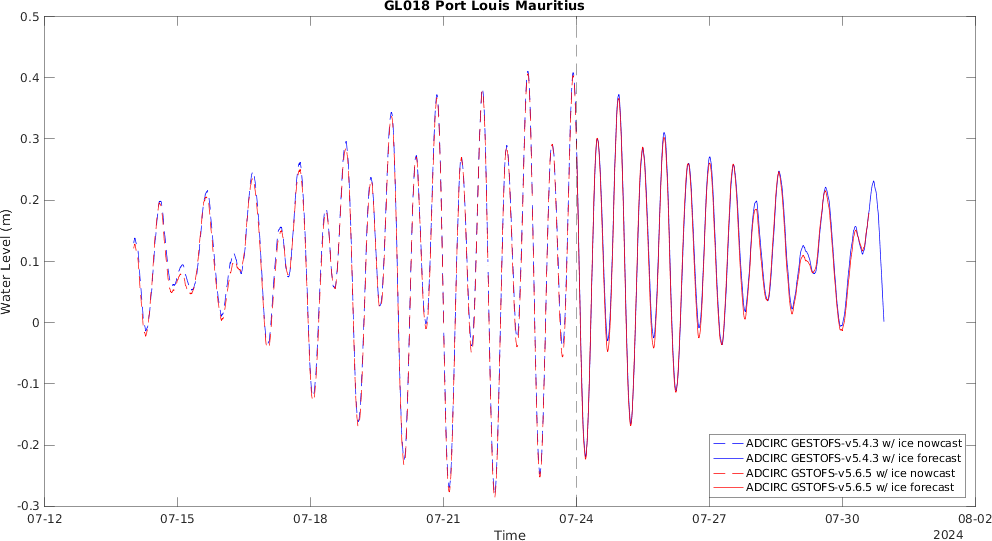 GL018 Port Louis Mauritius
Water Level (m)
0.5
0.4
0.3
0.2
0.1
0
-0.1
-0.2
-0.3
ADCIRC GESTOFS-v5.4.3 w/ ice nowcast
ADCIRC GESTOFS-v5.4.3 w/ ice forecast
ADCIRC GSTOFS-v5.6.5 w/ ice nowcast
ADCIRC GSTOFS-v5.6.5 w/ ice forecast
07-12 07-15 07-18 07-21 07-24 07-27 07-30 08-02
Time
2024